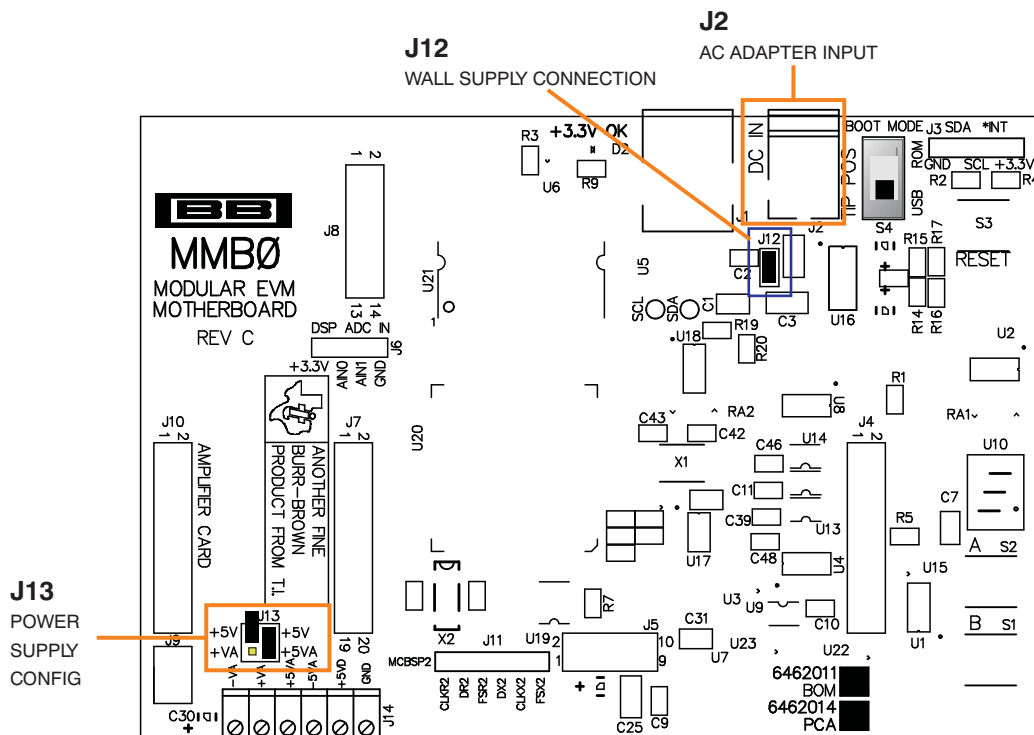 J2
AC ADAPTER INPUT
J12
WALL SUPPLY CONNECTION
+3.3V OK
D2
R3
U6
R9
DC IN
TIP POS
J1
J2
BOOT MODE
ROM
USB
S4
J3 SDA *INT
GND SCL +3.3V
R2
R4
S3
RESET
R15
R17
R14
R16
U16
BB
MMBØ
MODULAR EVM
MOTHERBOARD
REV C
J8
1 2
13 14
U21
1
U5
J12
C2
C1
C3
SCL
SDA
R19
R20
U18
DSP ADC IN
J6
+3.3V
AIN0
AIN1
GND
U2
R1
RA1
RA2
U8
J10
1 2
AMPLIFIER CARD
ANOTHER FINE
BURR-BROWN
PRODUCT FROM T.I.
J7
1 2
19 20
U20
C43
C42
X1
C46
U14
C11
C39
U13
C48
U4
U17
J4
1 2
U10
C7
R5
A S2
B S1
U15
U1
U3
U9
C10
U22
U23
J13
POWER
SUPPLY
CONFIG
J13
+5V
+5V
+VA
+5VA
J9
-VA
+VA
+5VA
-5VA
+5VD
GND
J14
C30
X2
R7
U19
J11
MCBSP2
CLKR2
DR2
FSR2
DX2
CLKX2
FSX2
J5
2 10
1 9
C31
U7
C25
C9
6462011
BOM
6462014
PCA